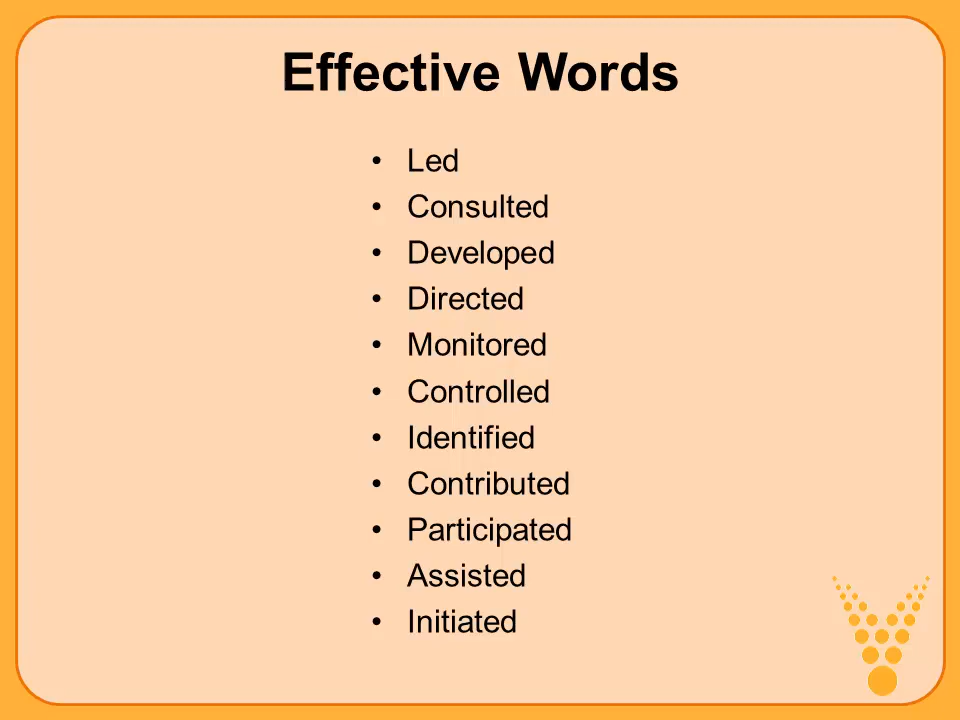 Effective Words
• Led
• Consulted
• Developed
• Directed
• Monitored
• Controlled
• Identified
• Contributed
• Participated
• Assisted
• Initiated